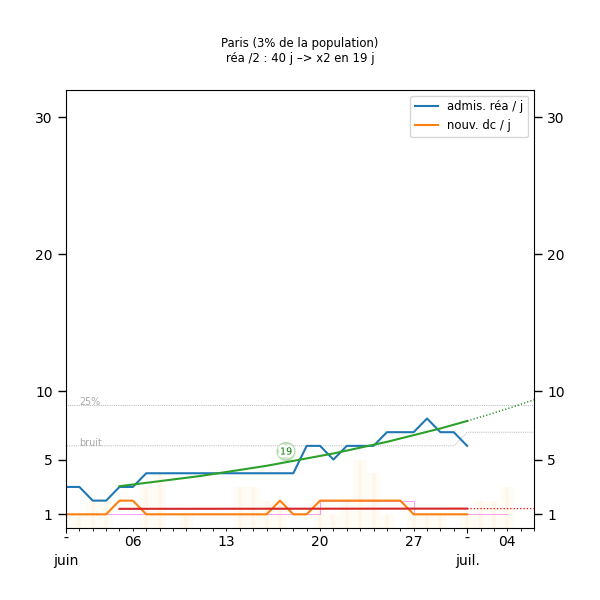 Paris (3% de la population)
réa /2 : 40 j –> x2 en 19 j
admis. réa / j
nouv. dc / j
30 30
20 20
10 10
25%
bruit
19
5 5
1 1
- 06 13 20 27 - 04
juin juil.